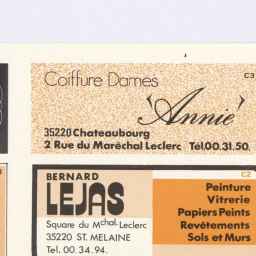 Coiffure Dames
C3
'Annie'
35220 Chateaubourg
2 Rue du Maréchal Leclerc Tél.00.31.50.
BERNARD
LEJAS
Square du Mchal. Leclerc
35220 ST. MELAINE
Tel. 00.34.94.
C2
Peinture
Vitrerie
Papiers Peints
Revêtements
Sols et Murs